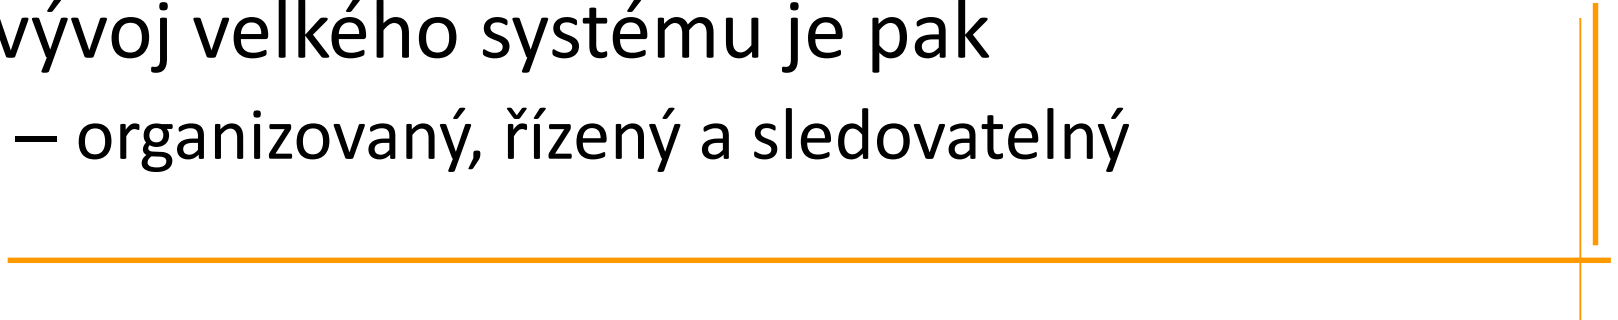 vývoj velkého systému je pak
– organizovaný, řízený a sledovatelný